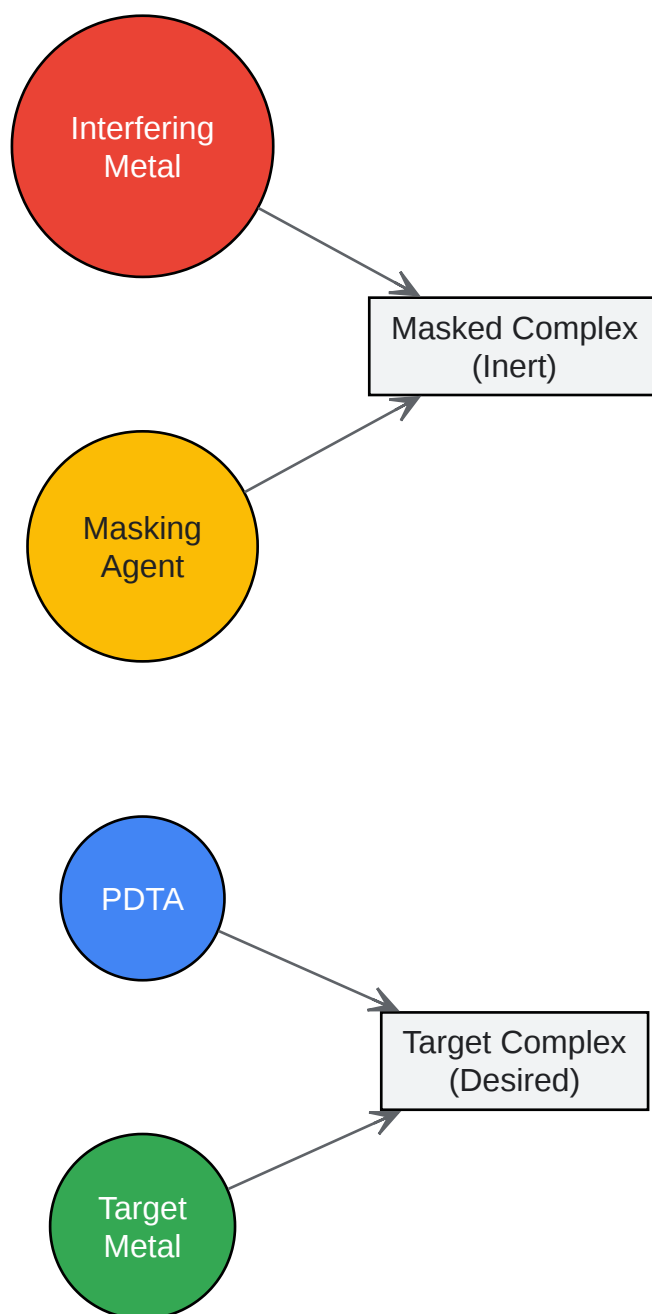 Interfering
Metal
Masked Complex
(Inert)
Masking
Agent
PDTA
Target Complex
(Desired)
Target
Metal